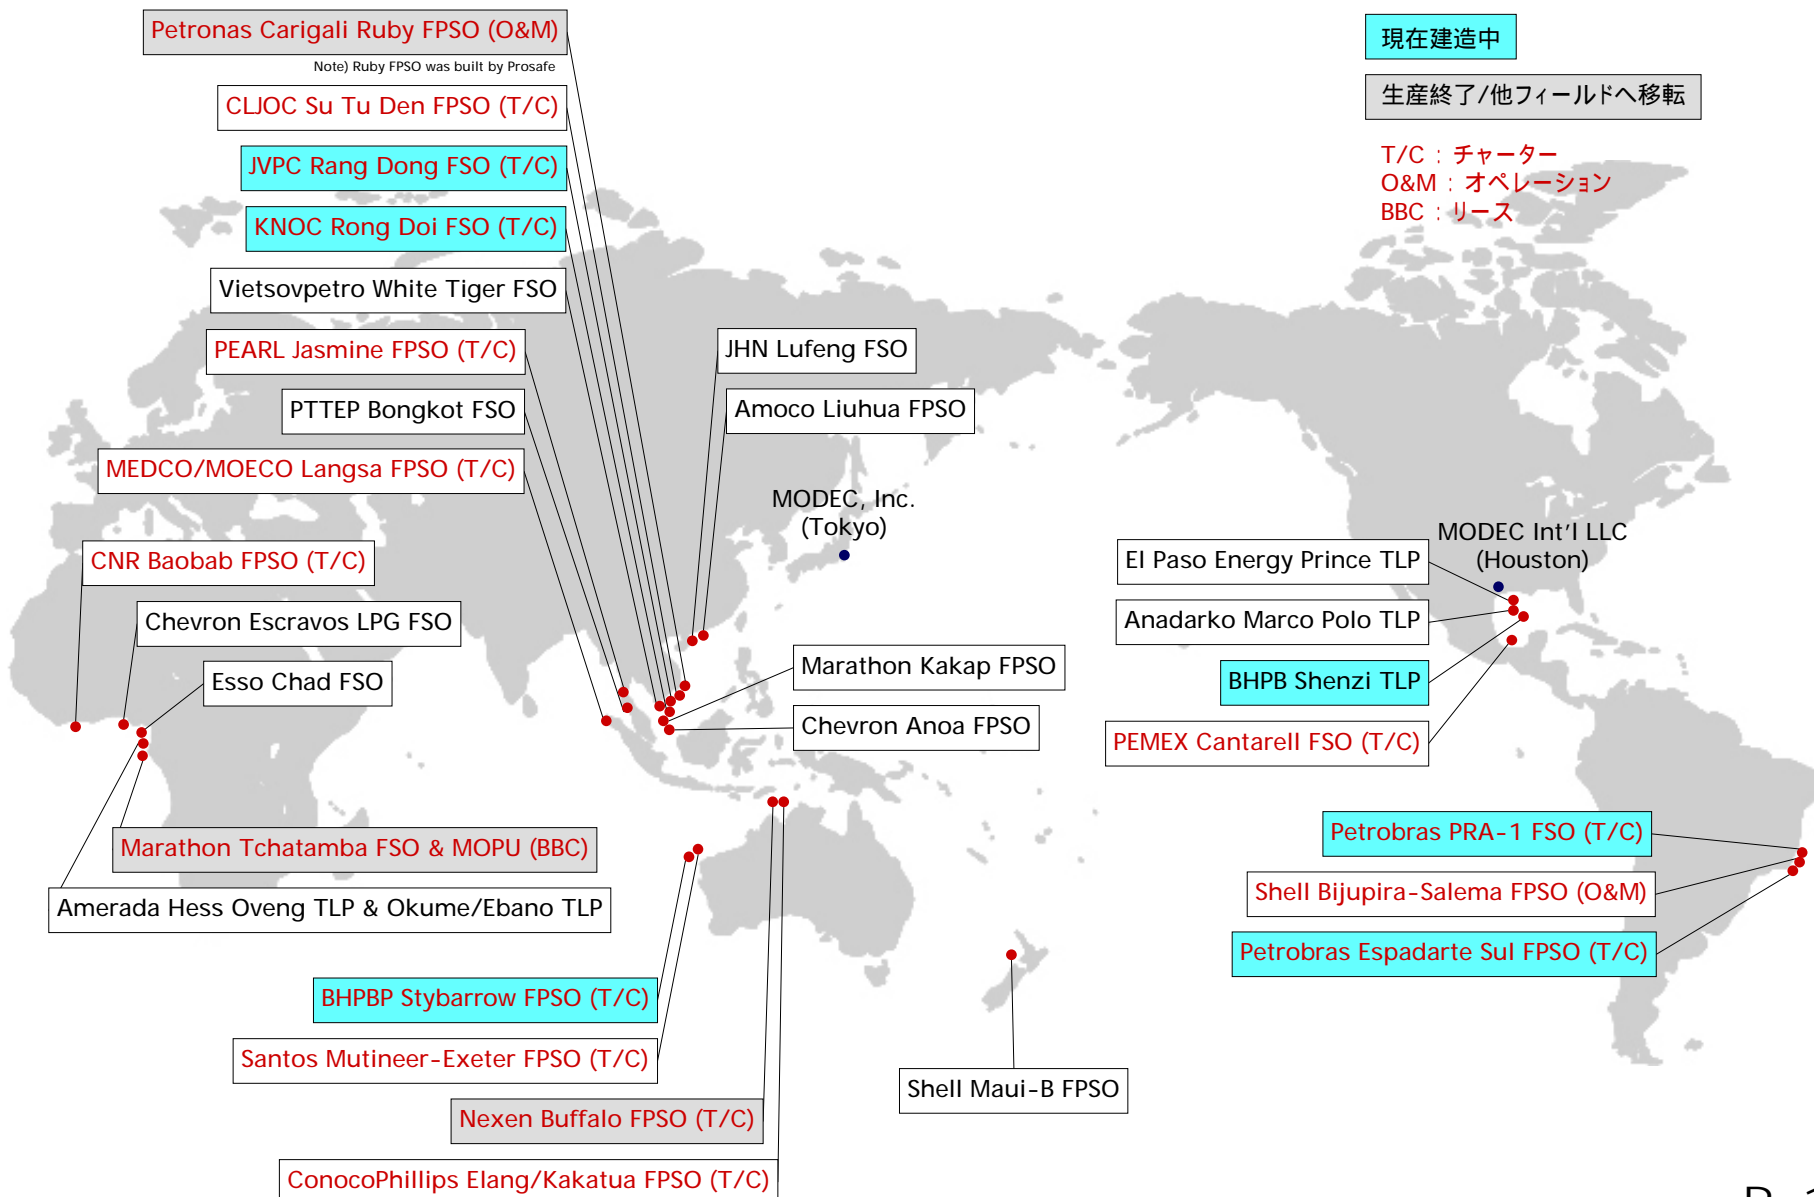 Petronas Carigali Ruby FPSO (O&M)
Note) Ruby FPSO was built by Prosafe
CLJOC Su Tu Den FPSO (T/C)
JVPC Rang Dong FSO (T/C)
KNOC Rong Doi FSO (T/C)
Vietsovpetro White Tiger FSO
PEARL Jasmine FPSO (T/C)
PTTEP Bongkot FSO
MEDCO/MOECO Langsa FPSO (T/C)
CNR Baobab FPSO (T/C)
Chevron Escravos LPG FSO
Esso Chad FSO
Marathon Tchatamba FSO & MOPU (BBC)
Amerada Hess Oveng TLP & Okume/Ebano TLP
BHPBP Stybarrow FPSO (T/C)
Santos Mutineer-Exeter FPSO (T/C)
Nexen Buffalo FPSO (T/C)
ConocoPhillips Elang/Kakatua FPSO (T/C)
JHN Lufeng FSO
Amoco Liuhua FPSO
MODEC, Inc.
(Tokyo)
Marathon Kakap FPSO
Chevron Anoa FPSO
Shell Maui-B FPSO
現在建造中
生産終了/他フィールドへ移転
T/C : チャーター
O&M : オペレーション
BBC : リース
MODEC Int'l LLC
(Houston)
El Paso Energy Prince TLP
Anadarko Marco Polo TLP
BHPB Shenzi TLP
PEMEX Cantarell FSO (T/C)
Petrobras PRA-1 FSO (T/C)
Shell Bijupira-Salema FPSO (O&M)
Petrobras Espadarte Sul FPSO (T/C)